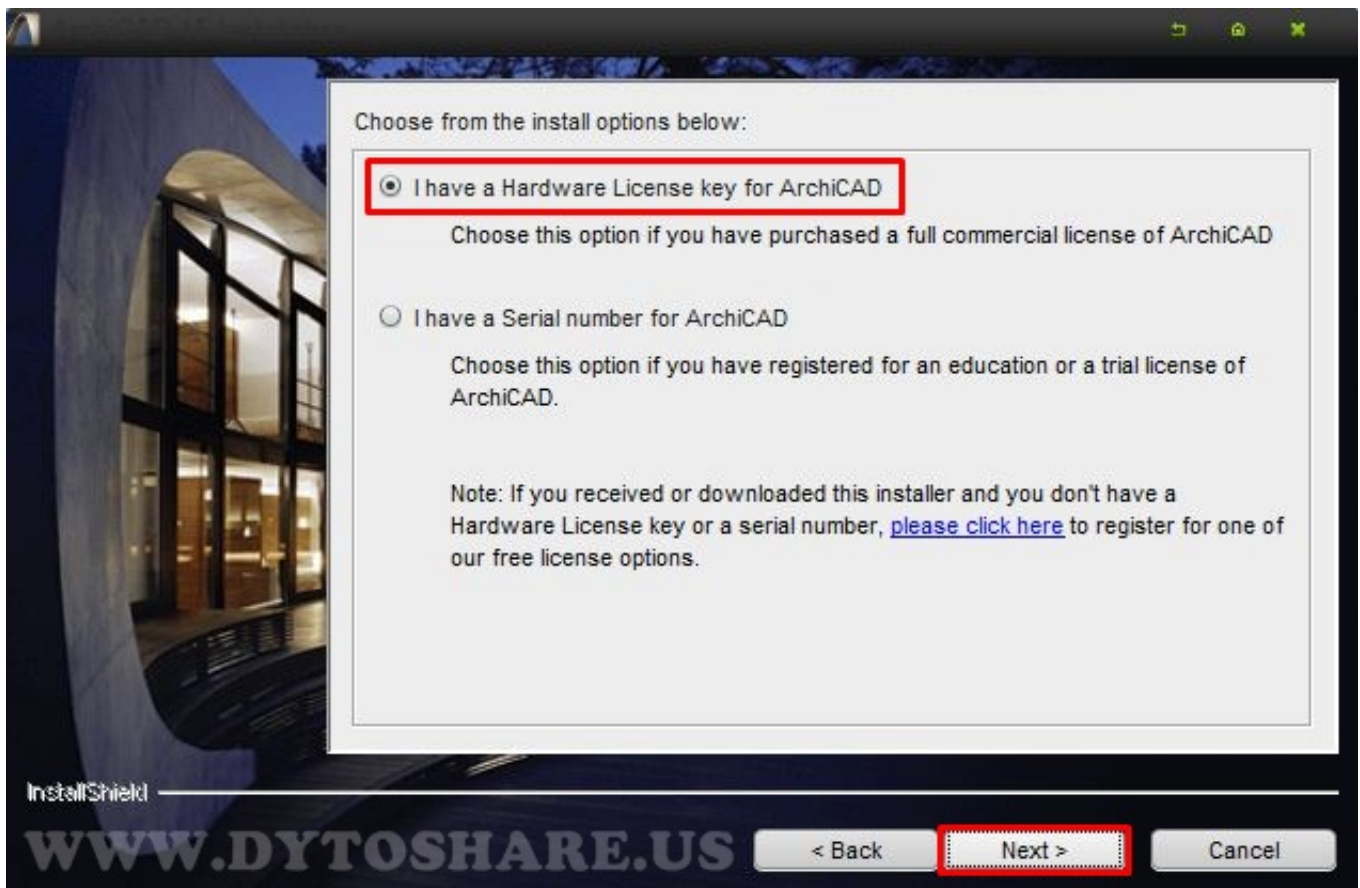 Choose from the install options below:
I have a Hardware License key for ArchiCAD
Choose this option if you have purchased a full commercial license of ArchiCAD
I have a Serial number for ArchiCAD
Choose this option if you have registered for an education or a trial license of
ArchiCAD.
Note: If you received or downloaded this installer and you don't have a
Hardware License key or a serial number, please click here to register for one of
our free license options.
InstallShield
WWW.DYTOSHARE.US
< Back
Next >
Cancel